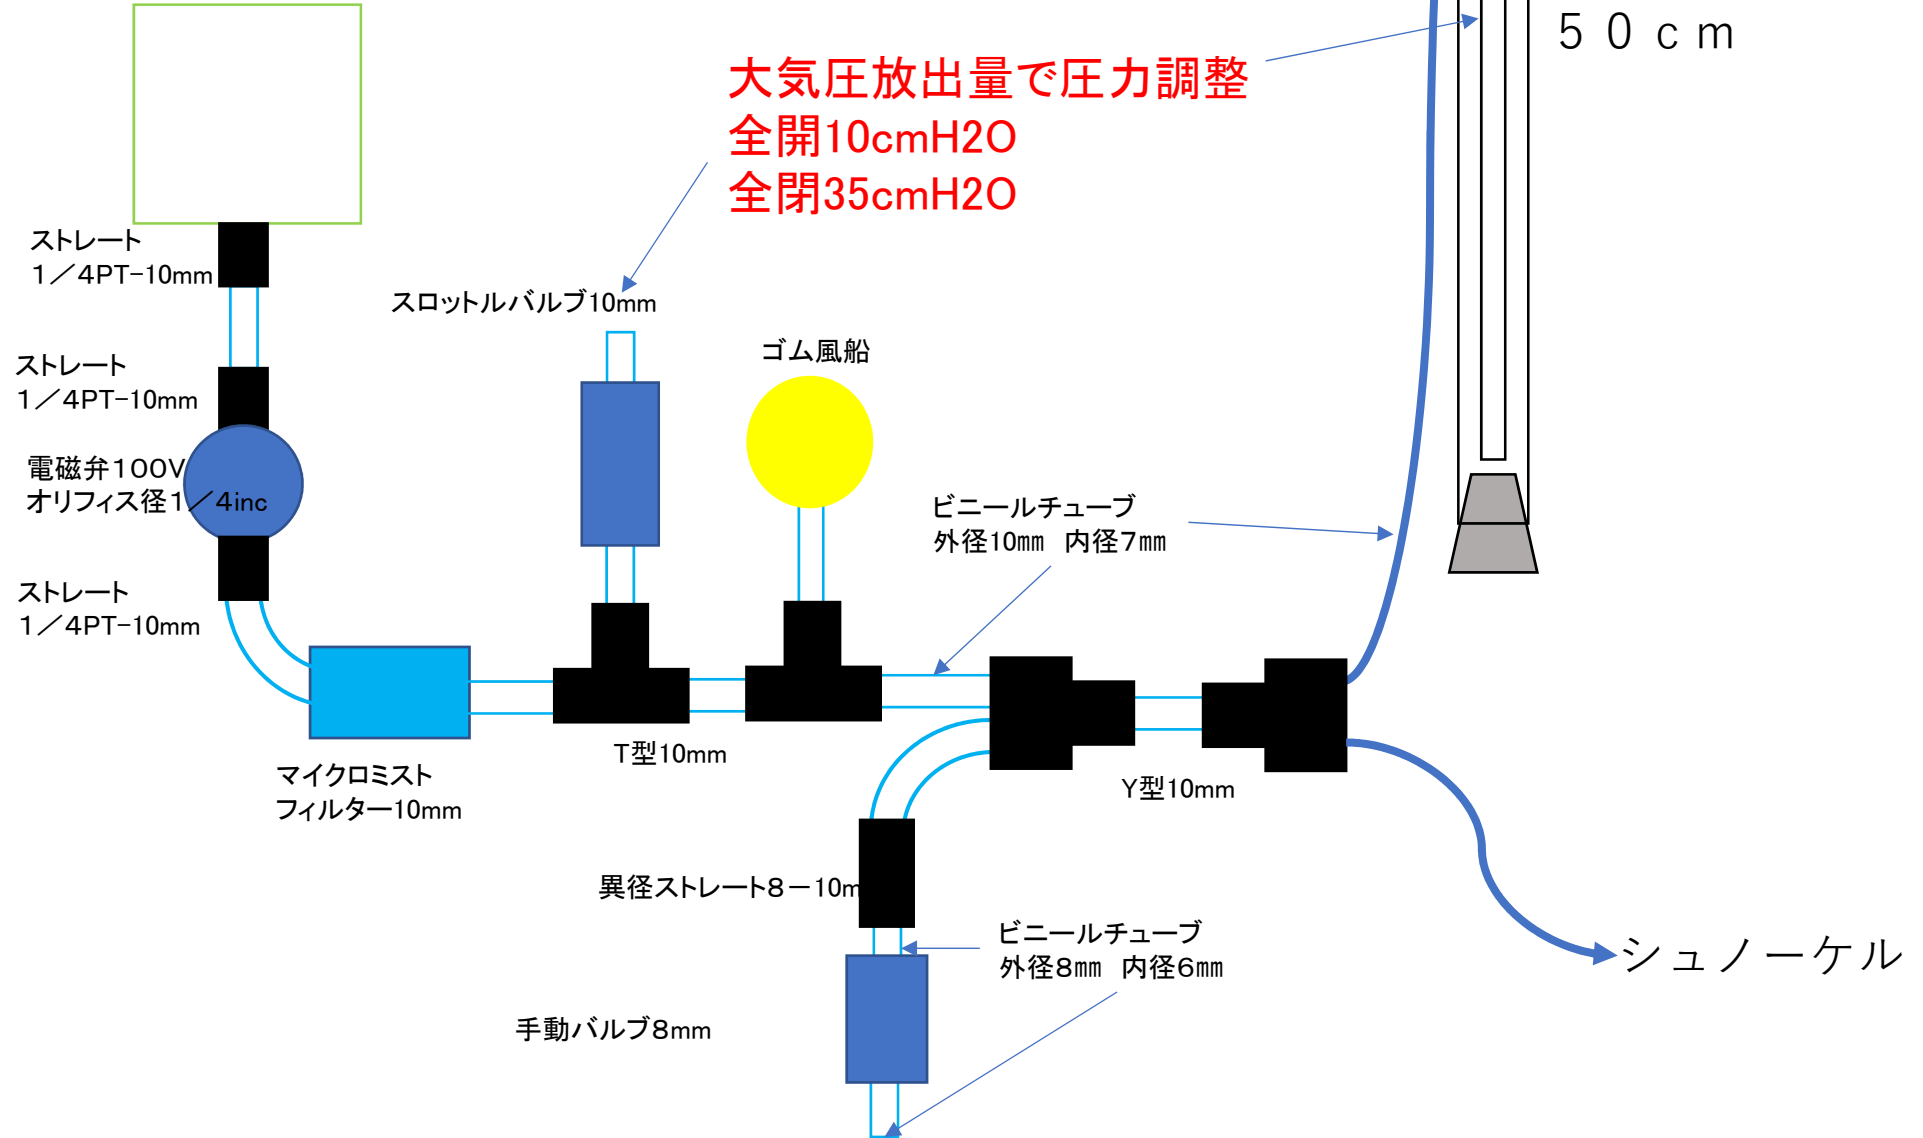 ５０ｃｍ
大気圧放出量で圧力調整
全開10cmH2O
全閉35cmH2O
ストレート
１／４PT-10mm
スロットルバルブ10mm
ゴム風船
ストレート
１／４PT-10mm
電磁弁１００V
オリフィス径１／４inc
ビニールチューブ
外径10㎜　内径7㎜
ストレート
１／４PT-10mm
T型10mm
マイクロミスト
フィルター10mm
Y型10mm
異径ストレート８－10m
ビニールチューブ
外径8㎜　内径6㎜
シュノーケル
手動バルブ8mm